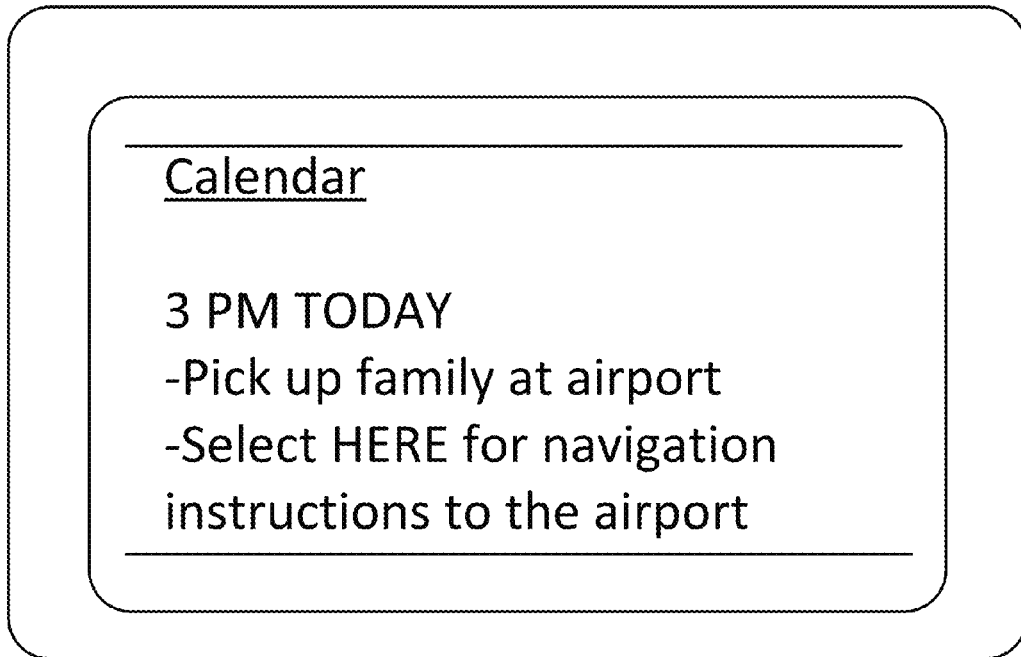 Calendar
3 PM TODAY
-Pick up family at airport
-Select HERE for navigation
instructions to the airport